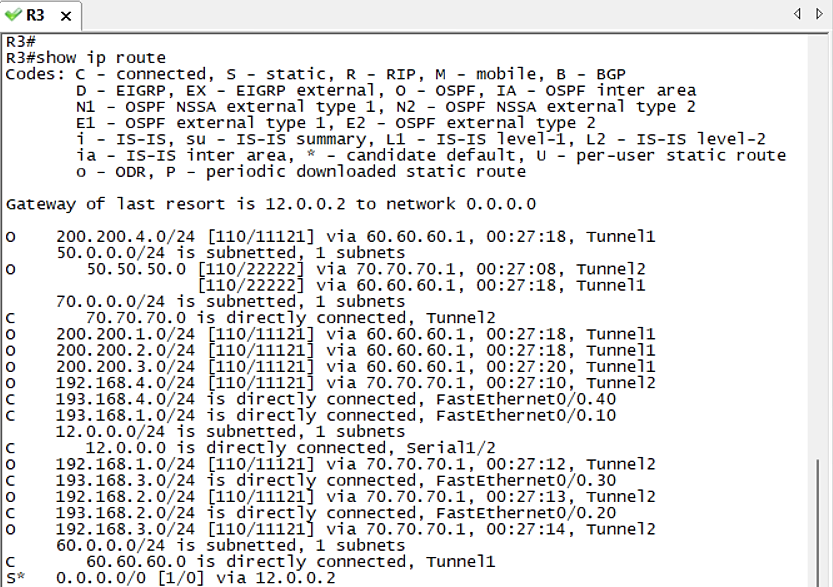 R3
R3#
R3#show ip route
Codes: C - connected, S - static, R - RIP, M - mobile, B - BGP
       D - EIGRP, EX - EIGRP external, O - OSPF, IA - OSPF inter area
       N1 - OSPF NSSA external type 1, N2 - OSPF NSSA external type 2
       E1 - OSPF external type 1, E2 - OSPF external type 2
       i - IS-IS, su - IS-IS summary, L1 - IS-IS level-1, L2 - IS-IS level-2
       ia - IS-IS inter area, * - candidate default, U - per-user static route
       o - ODR, P - periodic downloaded static route
Gateway of last resort is 12.0.0.2 to network 0.0.0.0
O    200.200.4.0/24 [110/11121] via 60.60.60.1, 00:27:18, Tunnel1
     50.0.0.0/24 is subnetted, 1 subnets
O       50.50.50.0 [110/22222] via 70.70.70.1, 00:27:08, Tunnel2
                   [110/22222] via 60.60.60.1, 00:27:18, Tunnel1
     70.0.0.0/24 is subnetted, 1 subnets
C       70.70.70.0 is directly connected, Tunnel2
O    200.200.1.0/24 [110/11121] via 60.60.60.1, 00:27:18, Tunnel1
O    200.200.2.0/24 [110/11121] via 60.60.60.1, 00:27:18, Tunnel1
O    200.200.3.0/24 [110/11121] via 60.60.60.1, 00:27:20, Tunnel1
O    192.168.4.0/24 [110/11121] via 70.70.70.1, 00:27:10, Tunnel2
C    193.168.4.0/24 is directly connected, FastEthernet0/0.40
C    193.168.1.0/24 is directly connected, FastEthernet0/0.10
     12.0.0.0/24 is subnetted, 1 subnets
C       12.0.0.0 is directly connected, Serial1/2
O    192.168.1.0/24 [110/11121] via 70.70.70.1, 00:27:12, Tunnel2
C    193.168.3.0/24 is directly connected, FastEthernet0/0.30
O    192.168.2.0/24 [110/11121] via 70.70.70.1, 00:27:13, Tunnel2
C    193.168.2.0/24 is directly connected, FastEthernet0/0.20
O    192.168.3.0/24 [110/11121] via 70.70.70.1, 00:27:14, Tunnel2
     60.0.0.0/24 is subnetted, 1 subnets
C       60.60.60.0 is directly connected, Tunnel1
S*   0.0.0.0/0 [1/0] via 12.0.0.2